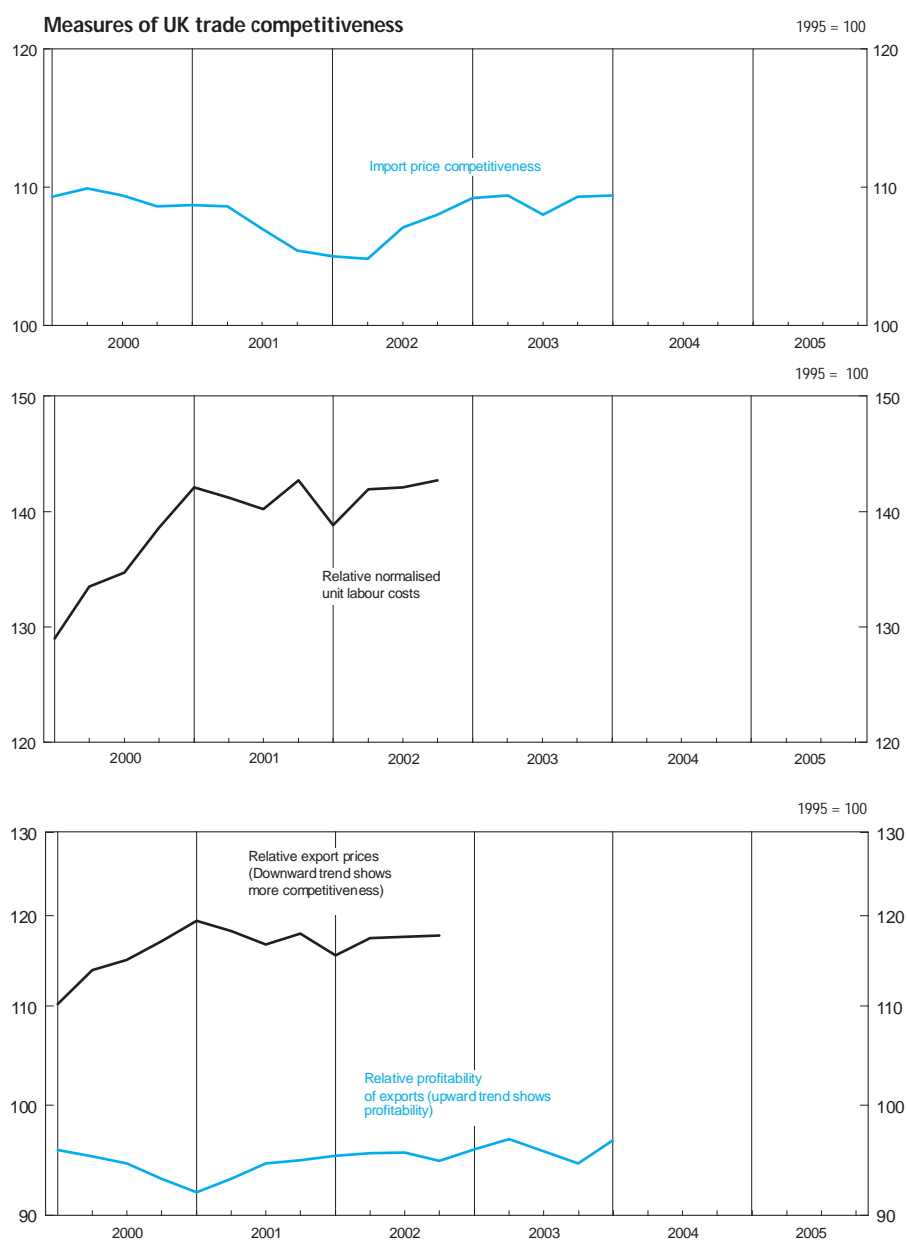 Measures of UK trade competitiveness
1995 = 100
120 120
Import price competitiveness
110 110
100 100
2000 2001 2002 2003 2004 2005
1995 = 100
150 150
140 140
Relative normalised
unit labour costs
130 130
120 120
2000 2001 2002 2003 2004 2005
1995 = 100
130 130
Relative export prices
(Downward trend shows
more competitiveness)
120 120
110 110
Relative profitability
of exports (upward trend shows
profitability)
100 100
90 90
2000 2001 2002 2003 2004 2005